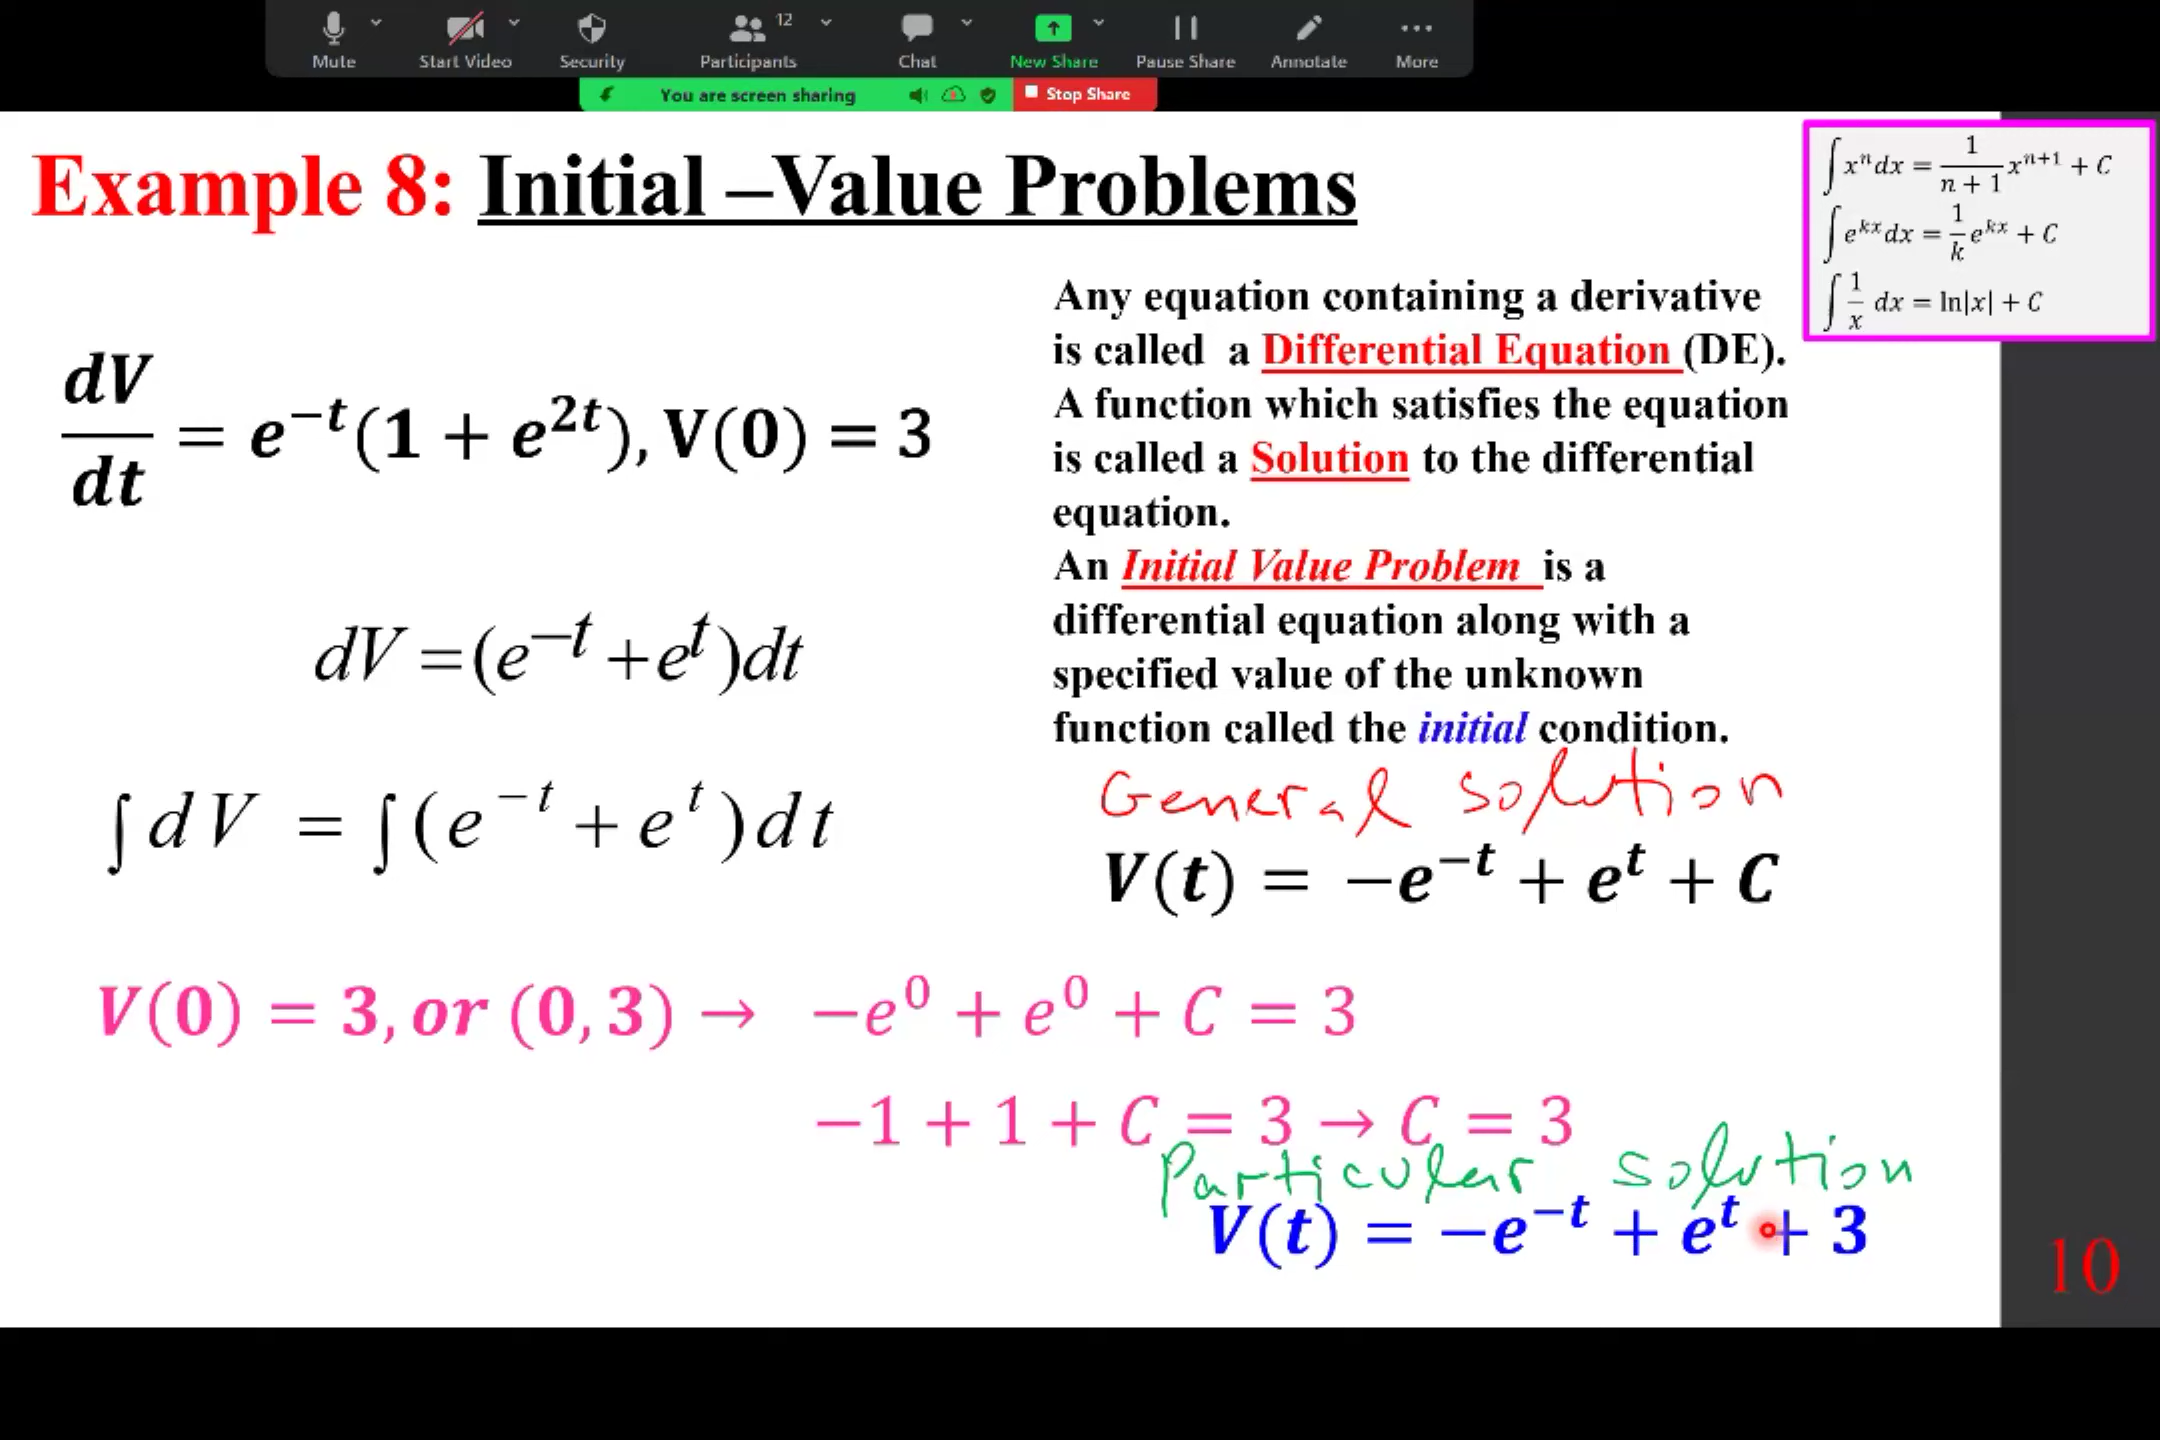 Mute Start Video Security Participants 12 Chat New Share Pause Share Annotate More
You are screen sharing Stop Share
Example 8: Initial –Value Problems
∫xⁿdx = 1/(n + 1) xⁿ⁺¹ + C
∫eᵏˣdx = 1/k eᵏˣ + C
∫1/x dx = ln|x| + C
dV/dt = e⁻ᵗ(1 + e²ᵗ), V(0) = 3
dV =(e⁻ᵗ +eᵗ)dt
∫dV = ∫(e⁻ᵗ + eᵗ)dt
Any equation containing a derivative
is called a Differential Equation (DE).
A function which satisfies the equation
is called a Solution to the differential
equation.
An Initial Value Problem is a
differential equation along with a
specified value of the unknown
function called the initial condition.
General solution
V(t) = −e⁻ᵗ + eᵗ + C
V(0) = 3, or (0, 3) → −e⁰ + e⁰ + C = 3
−1 + 1 + C = 3 → C = 3
Particular solution
V(t) = −e⁻ᵗ + eᵗ + 3
10